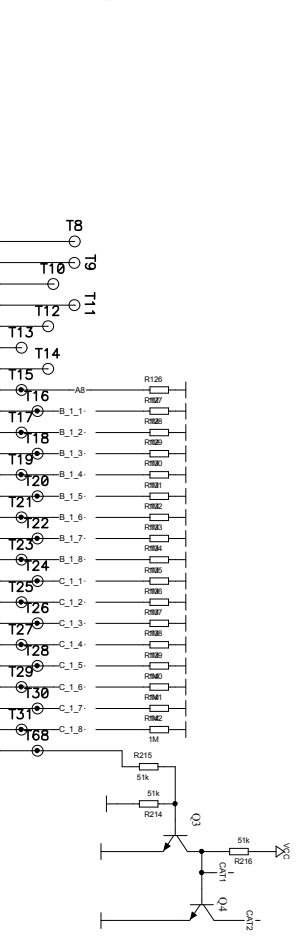 T8
T9
T10
T11
T12
T13
T14
R126
T15
A8
T16
B_1_1
T17
B_1_2
T18
B_1_3
T19
B_1_4
T20
B_1_5
T21
B_1_6
T22
B_1_7
T23
B_1_8
T24
C_1_1
T25
C_1_2
T26
C_1_3
T27
C_1_4
T28
C_1_5
T29
C_1_6
T30
C_1_7
T31
C_1_8
1M
T68
R215
51k
51k
R214
Q3
51k
R216
VCC
CAT1
Q4
CAT2